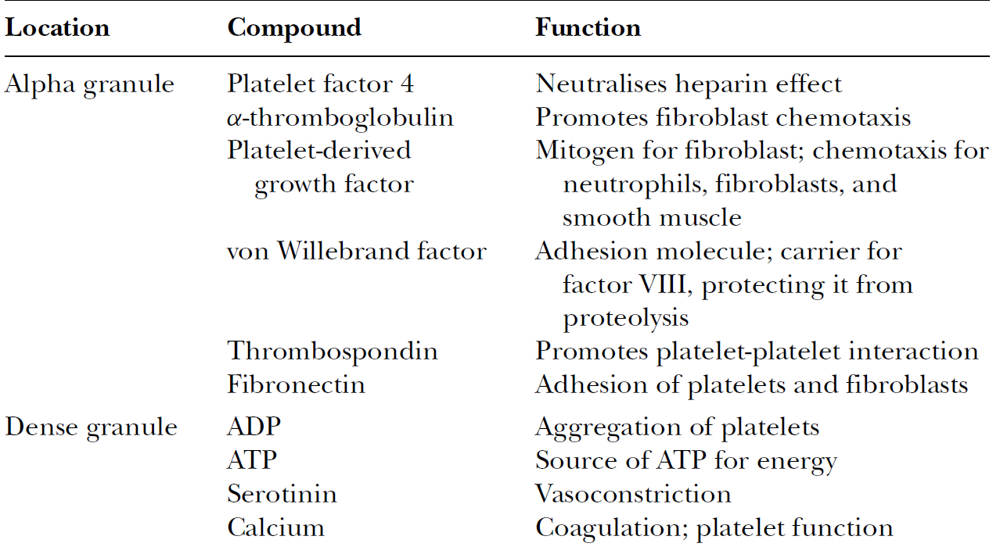 Location Compound Function
Alpha granule Platelet factor 4 Neutralises heparin effect
α-thromboglobulin Promotes fibroblast chemotaxis
Platelet-derived Mitogen for fibroblast; chemotaxis for
growth factor neutrophils, fibroblasts, and
smooth muscle
von Willebrand factor Adhesion molecule; carrier for
factor VIII, protecting it from
proteolysis
Thrombospondin Promotes platelet-platelet interaction
Fibronectin Adhesion of platelets and fibroblasts
Dense granule ADP Aggregation of platelets
ATP Source of ATP for energy
Serotinin Vasoconstriction
Calcium Coagulation; platelet function